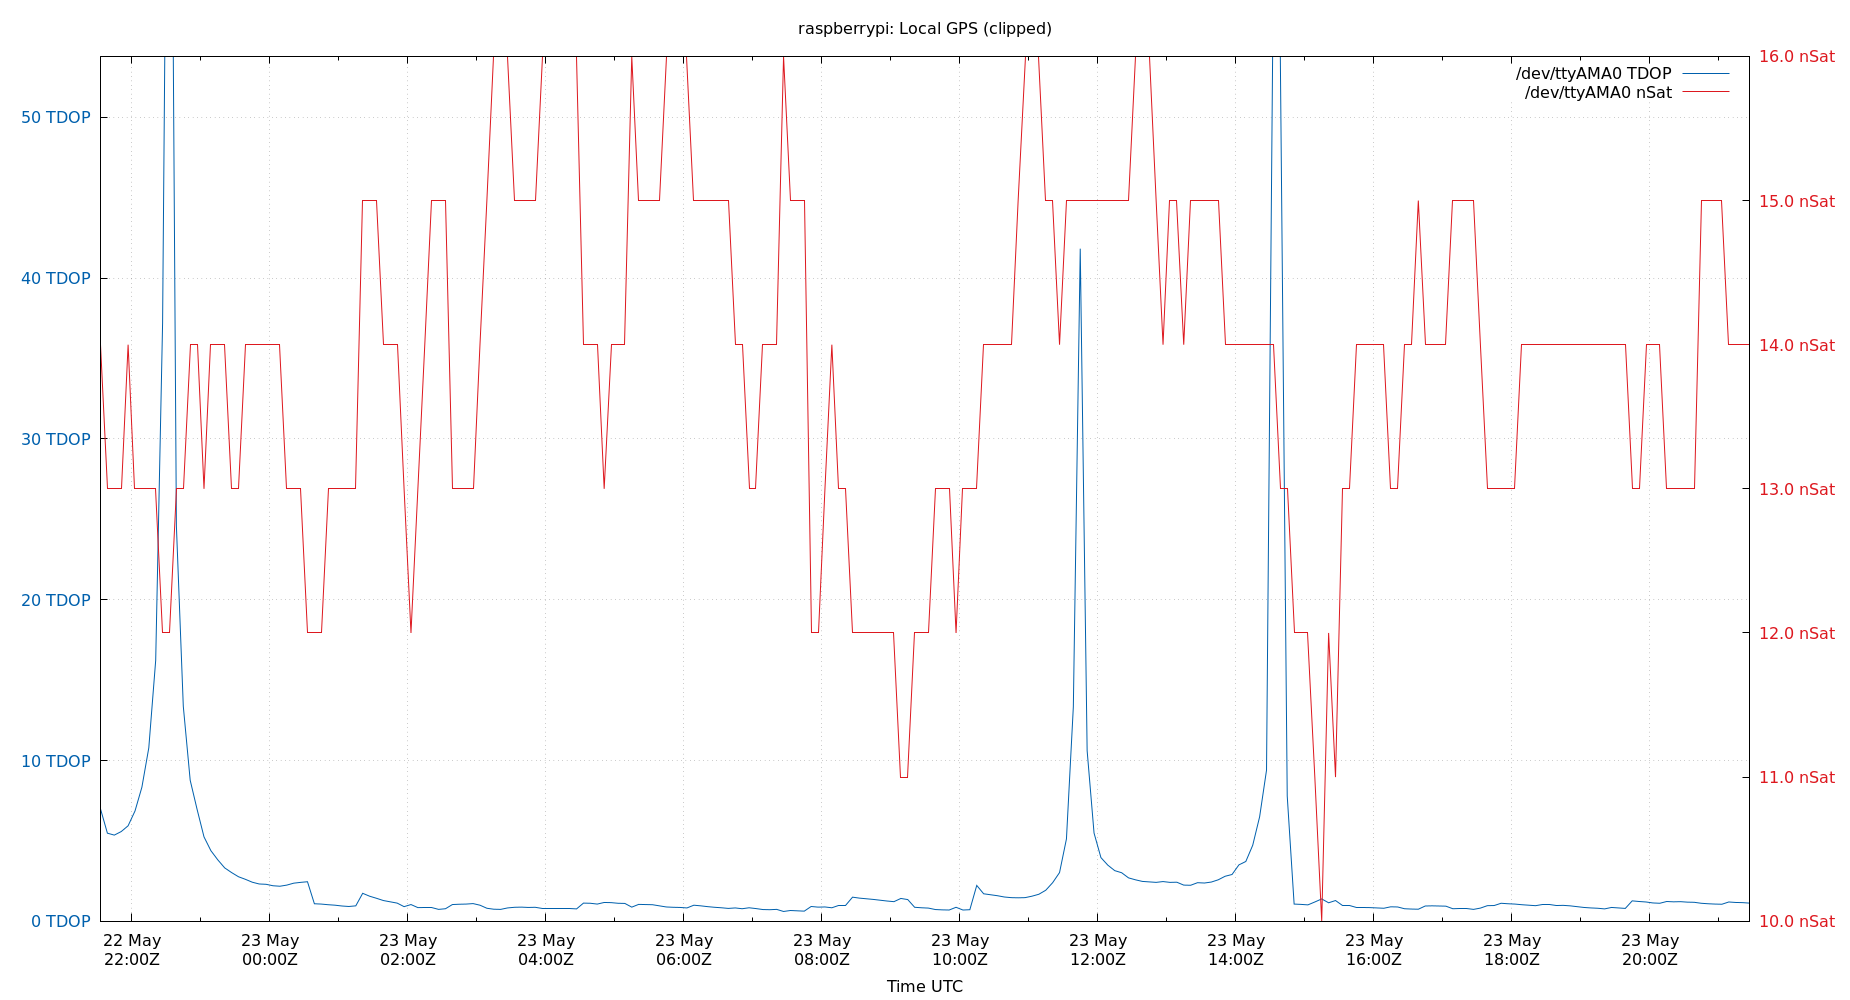 raspberrypi: Local GPS (clipped)
/dev/ttyAMA0 TDOP
/dev/ttyAMA0 nSat
50 TDOP
40 TDOP
30 TDOP
20 TDOP
10 TDOP
0 TDOP
16.0 nSat
15.0 nSat
14.0 nSat
13.0 nSat
12.0 nSat
11.0 nSat
10.0 nSat
22 May
22:00Z
23 May
00:00Z
23 May
02:00Z
23 May
04:00Z
23 May
06:00Z
23 May
08:00Z
23 May
10:00Z
23 May
12:00Z
23 May
14:00Z
23 May
16:00Z
23 May
18:00Z
23 May
20:00Z
Time UTC